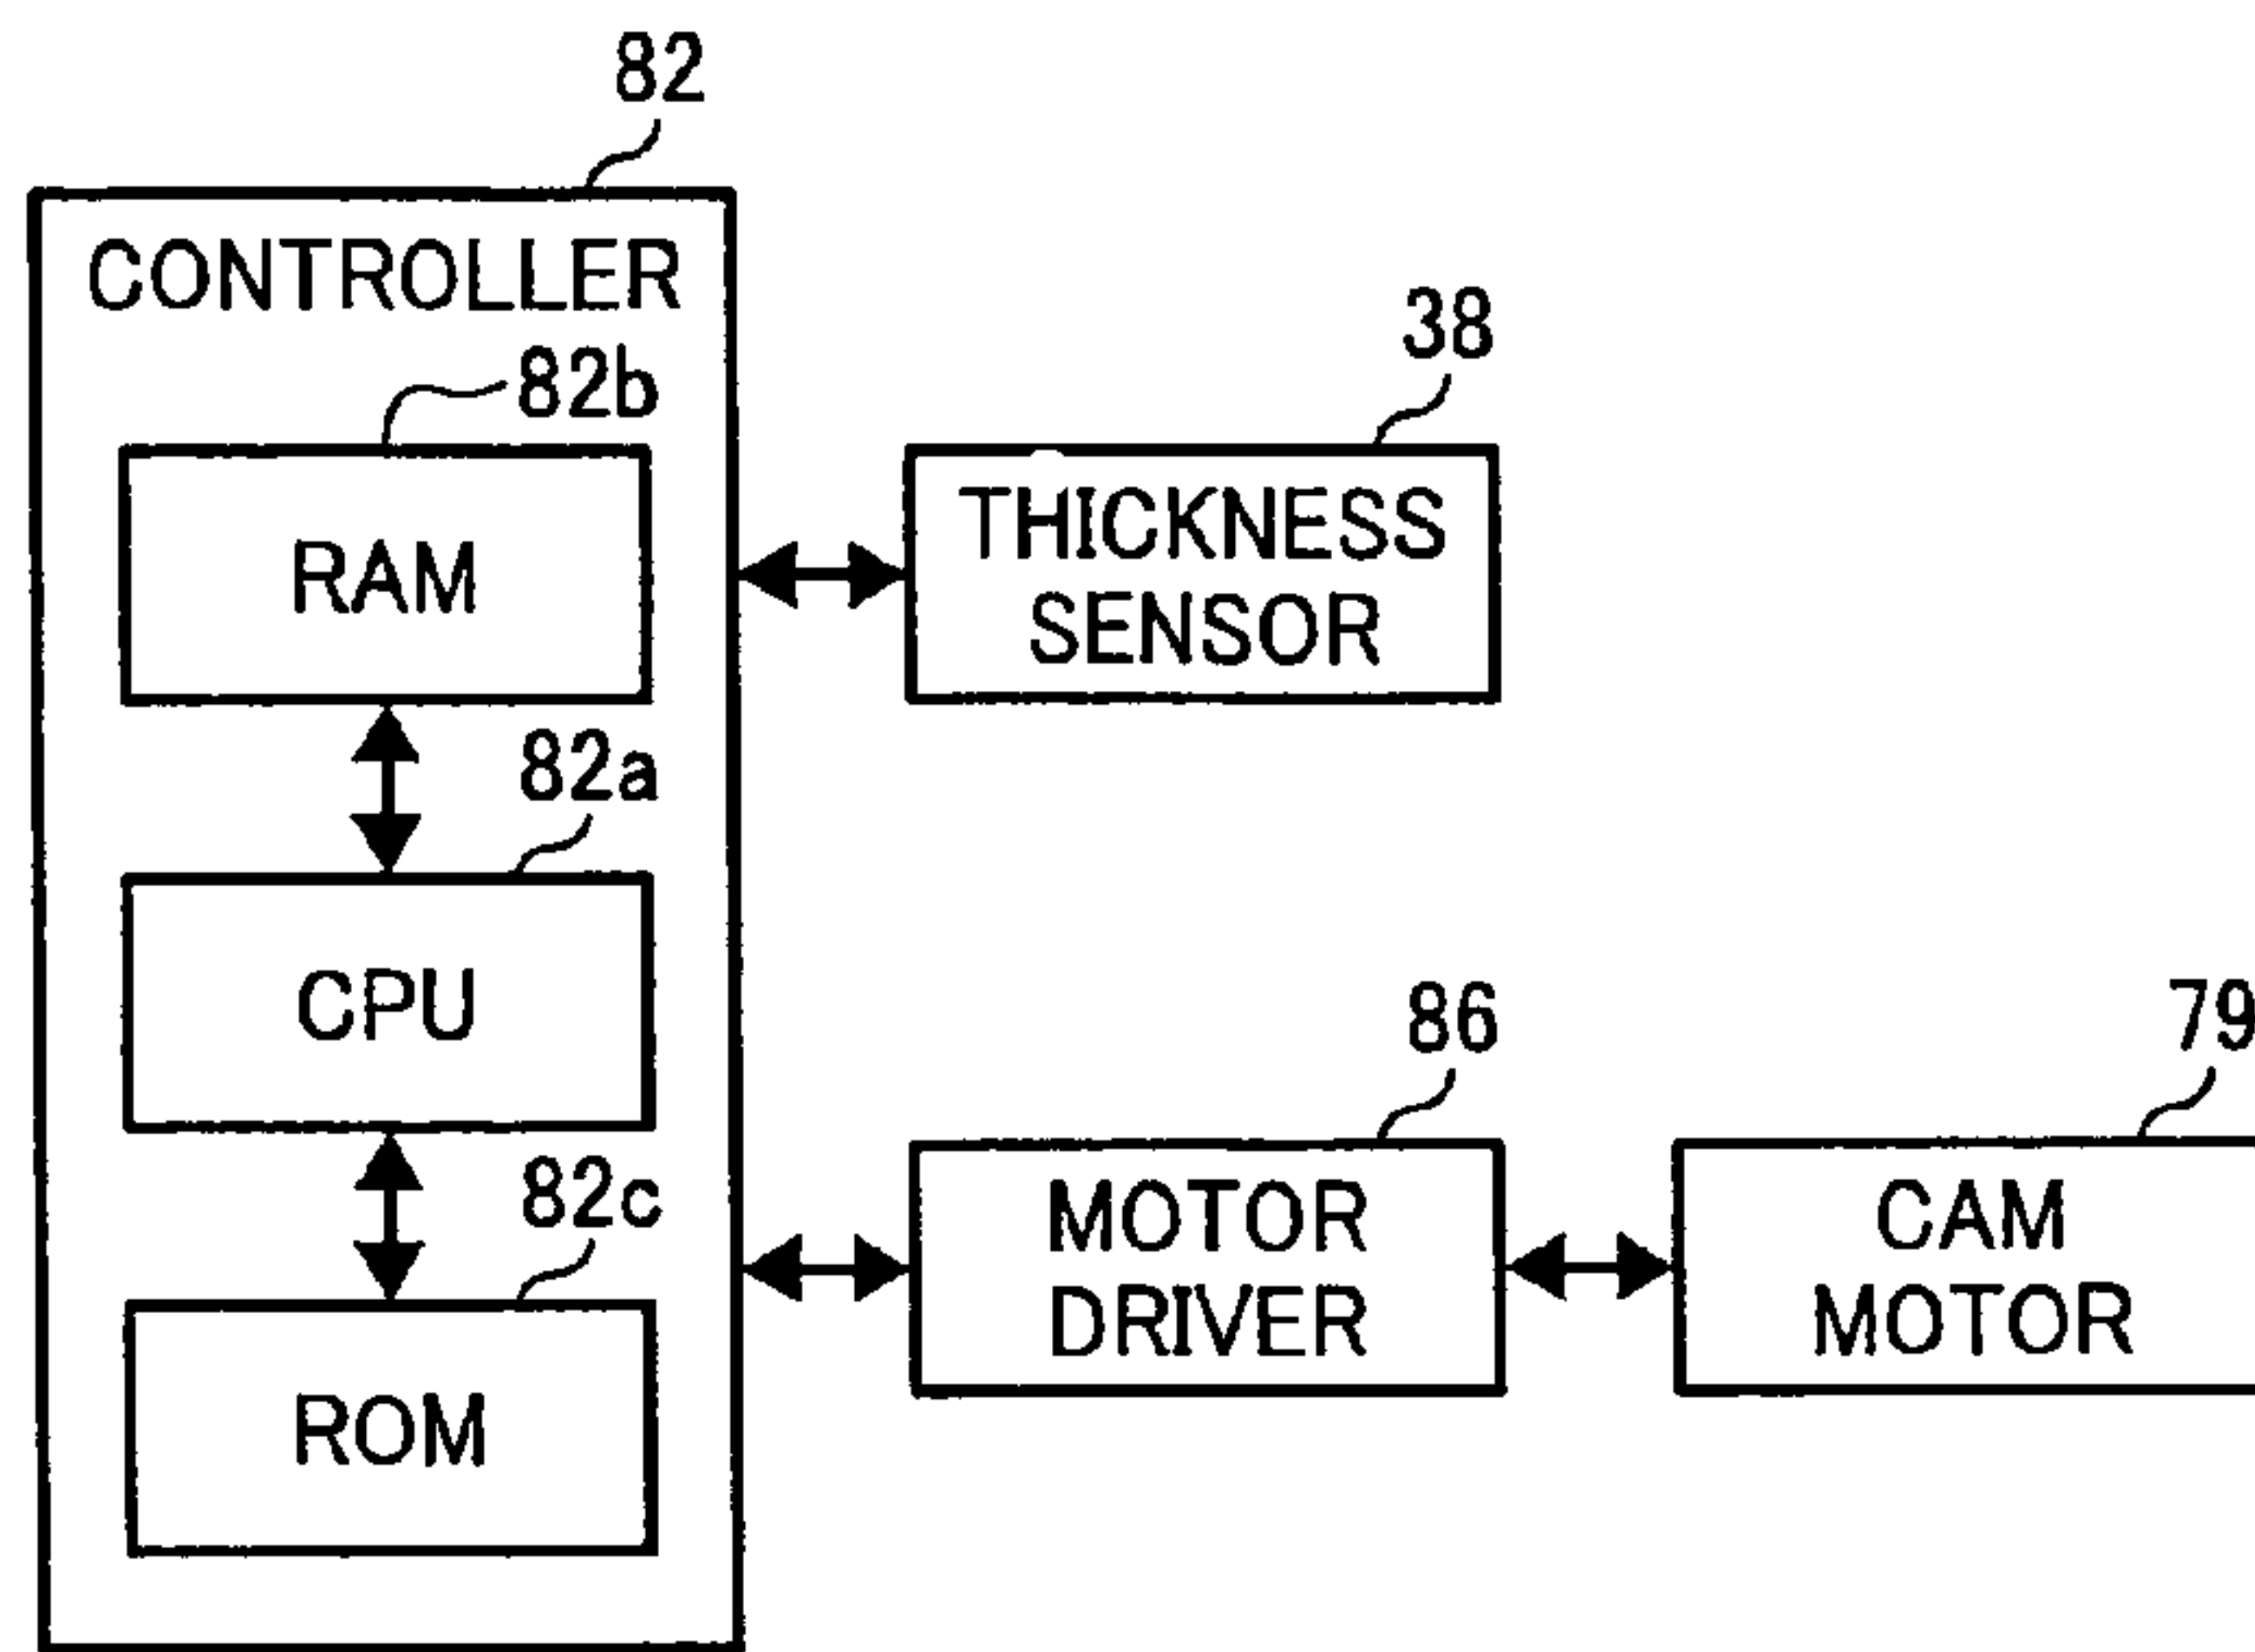 82
CONTROLLER
82b
RAM
82a
CPU
82c
ROM
38
THICKNESS
SENSOR
86
MOTOR
DRIVER
79
CAM
MOTOR